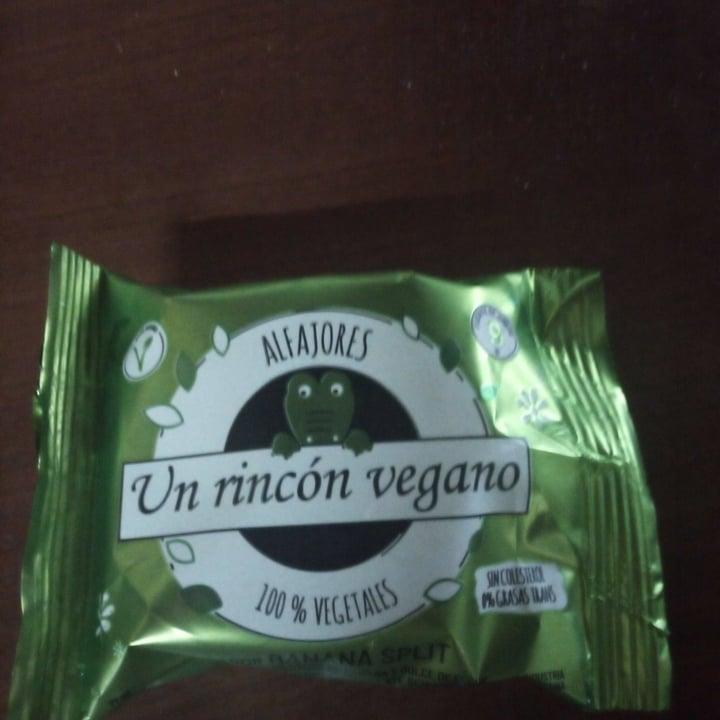 ALFAJORES
Un rincón vegano
100 % VEGETALES
SIN COLESTEROL
0% GRASAS TRANS
BANANA SPLIT